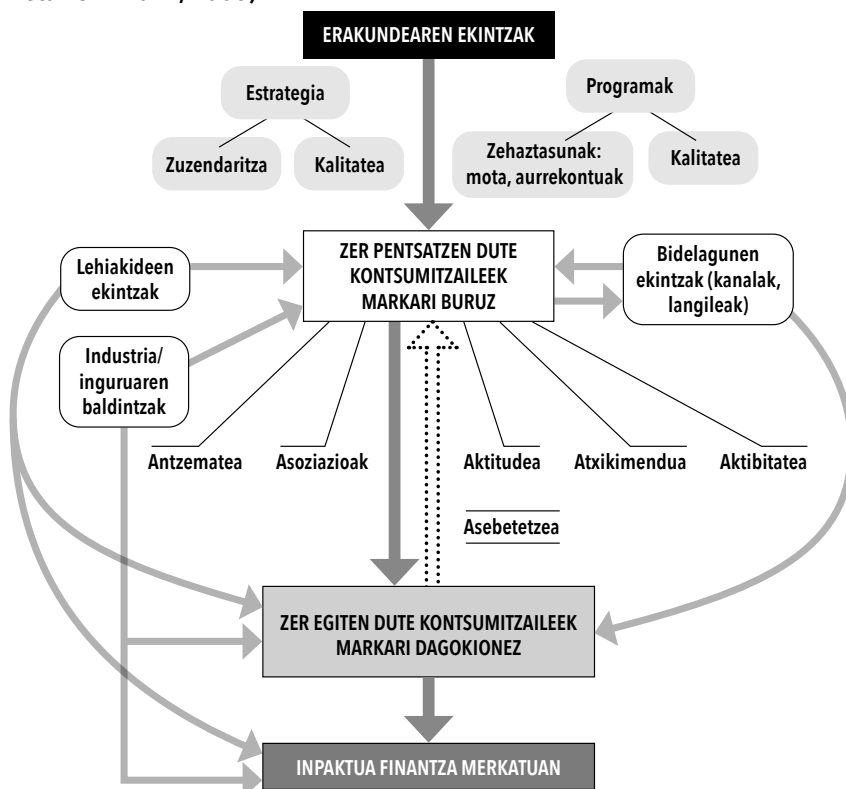 ERAKUNDEAREN EKINTZAK
Estrategia
Programak
Zuzendaritza
Kalitatea
Zehaztasunak:
mota, aurrekontuak
Kalitatea
Lehiakideen
ekintzak
ZER PENTSATZEN DUTE
KONTSUMITZAILEEK
MARKARI BURUZ
Bidelagunen
ekintzak (kanalak,
langileak)
Industria/
inguruaren
baldintzak
Antzematea
Asoziazioak
Aktitudea
Atxikimendua
Aktibitatea
Asebetetzea
ZER EGITEN DUTE KONTSUMITZAILEEK
MARKARI DAGOKIONEZ
INPAKTUA FINANTZA MERKATUAN